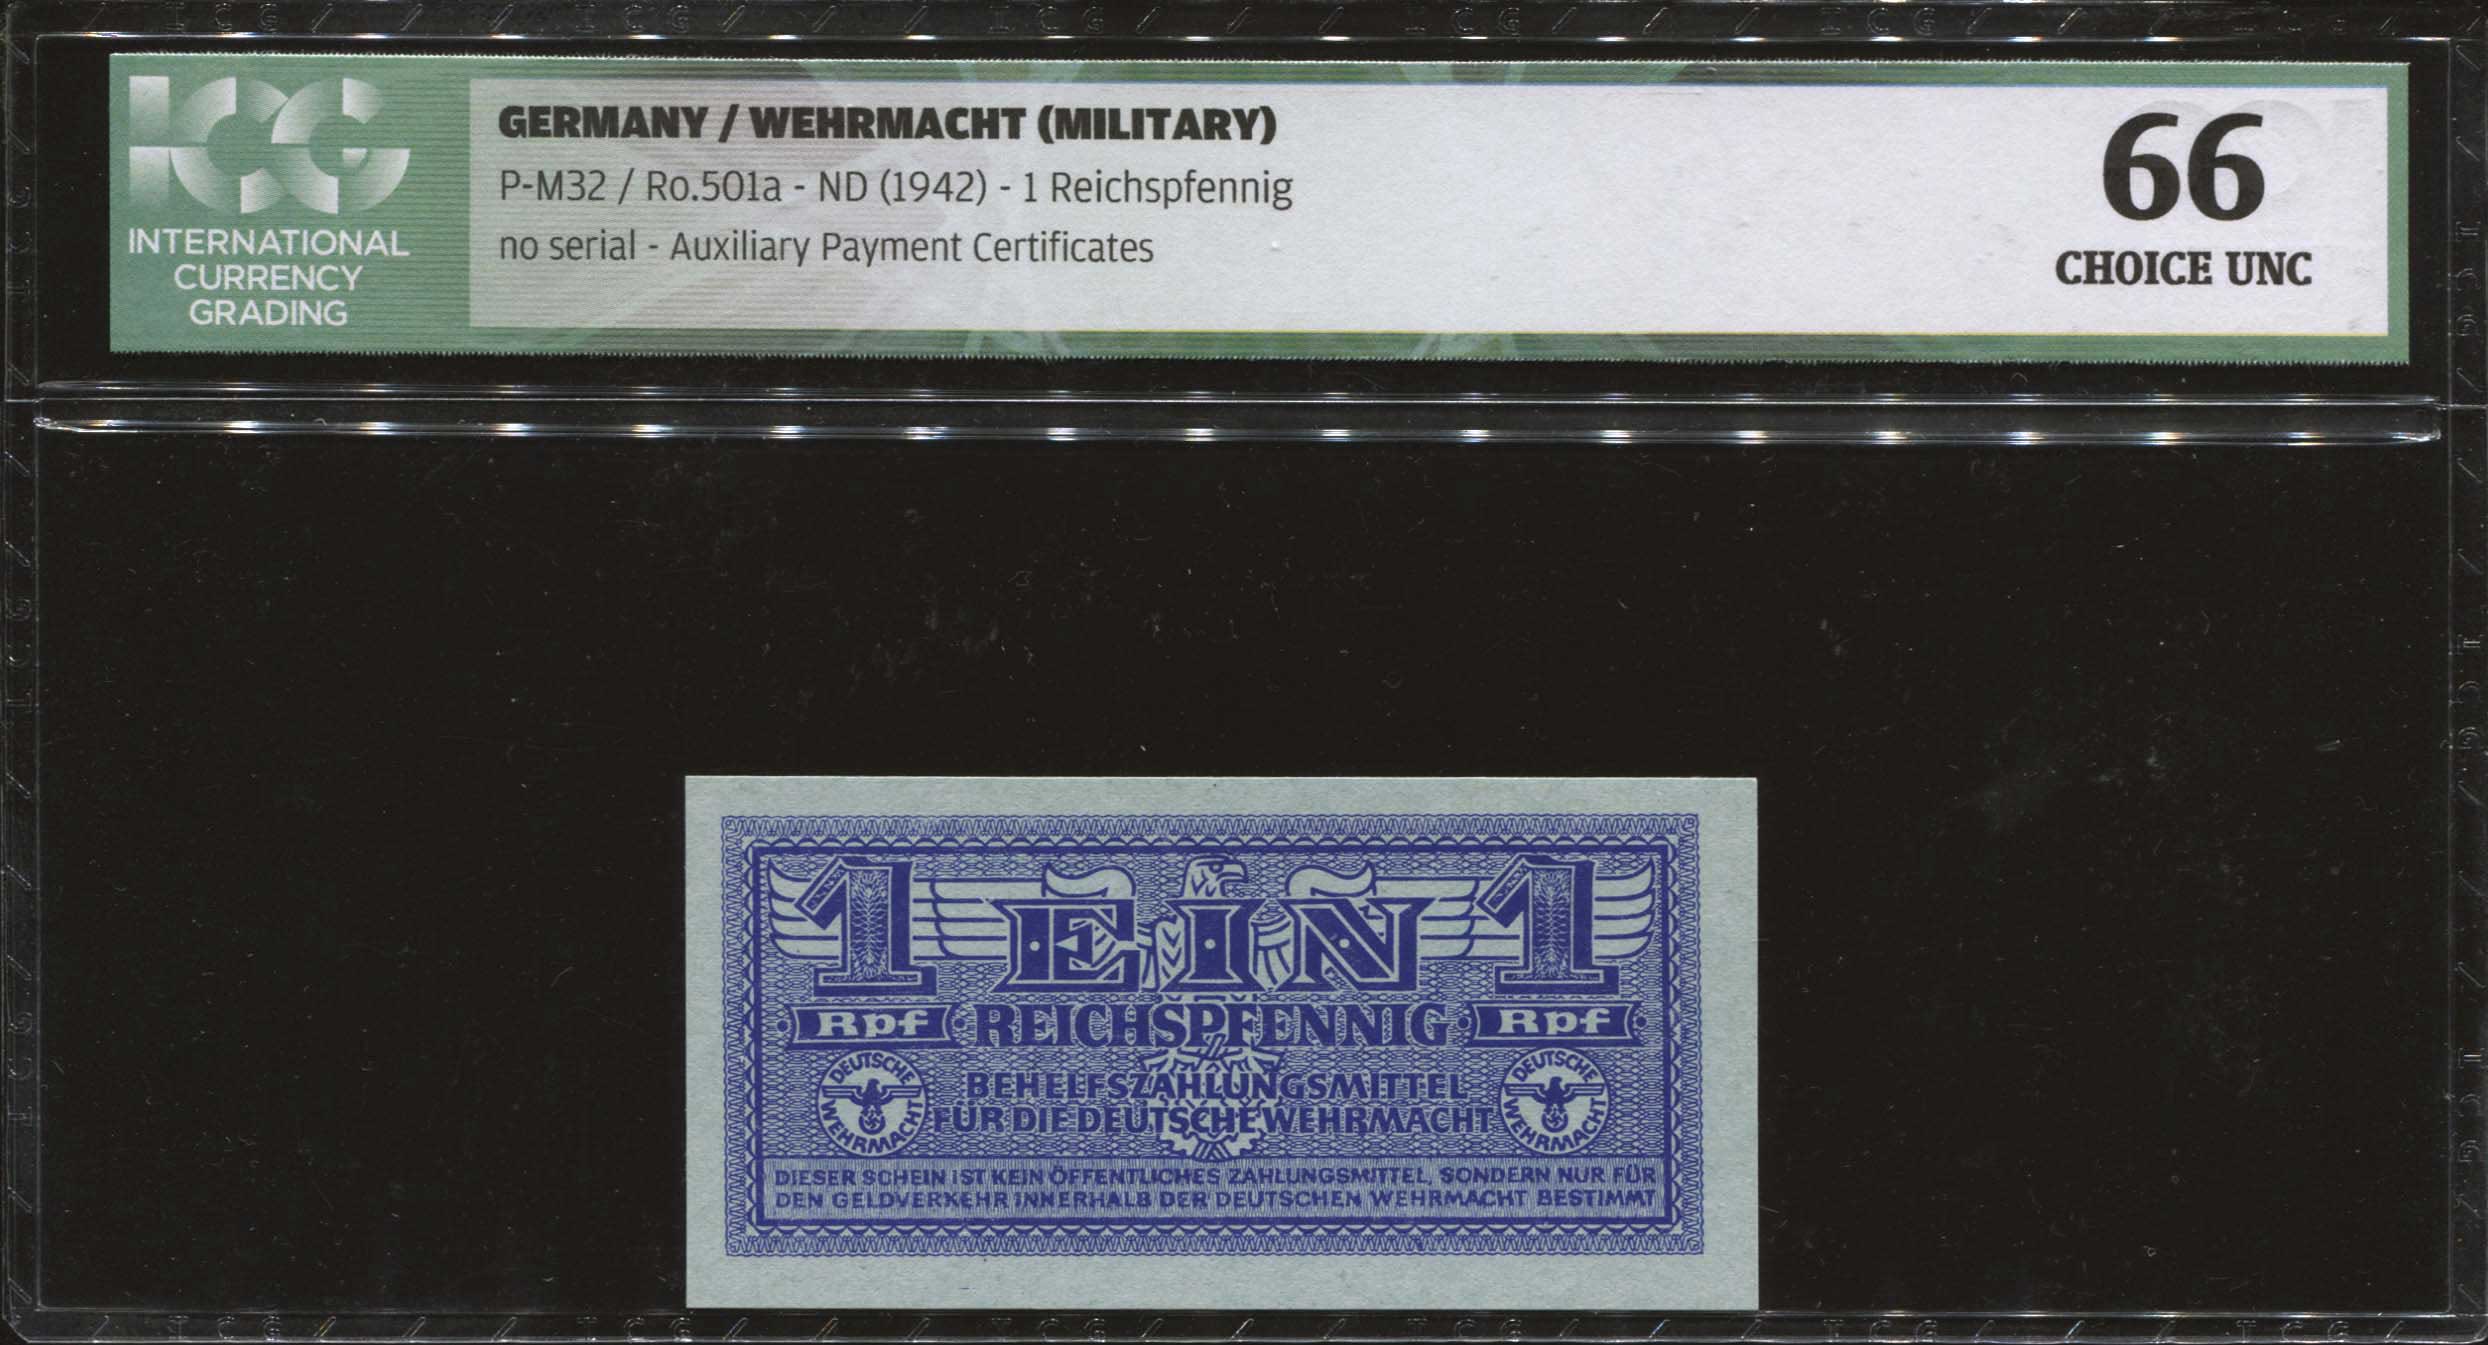 ICG
INTERNATIONAL
CURRENCY
GRADING
GERMANY / WEHRMACHT (MILITARY)
P-M32 / Ro.501a - ND (1942) - 1 Reichspfennig
no serial - Auxiliary Payment Certificates
66
CHOICE UNC
1 EIN 1
Rpf REICHSPFENNIG Rpf
DEUTSCHE WEHRMACHT
BEHELFSZAHLUNGSMITTEL
FÜR DIE DEUTSCHE WEHRMACHT
DEUTSCHE WEHRMACHT
DIESER SCHEIN IST KEIN ÖFFENTLICHES ZAHLUNGSMITTEL, SONDERN NUR FÜR
DEN GELDVERKEHR INNERHALB DER DEUTSCHEN WEHRMACHT BESTIMMT